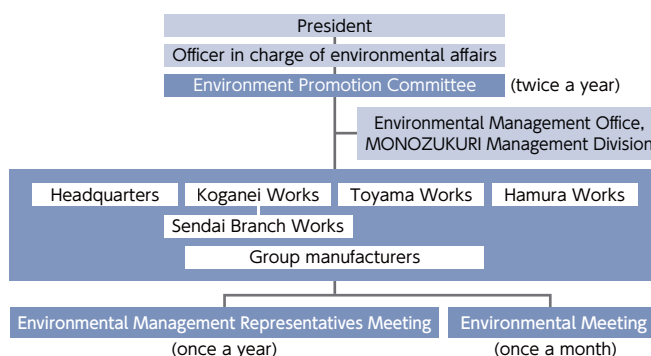 President
Officer in charge of environmental affairs
Environment Promotion Committee (twice a year)
Environmental Management Office,
MONOZUKURI Management Division
Headquarters Koganei Works Toyama Works Hamura Works
Sendai Branch Works
Group manufacturers
Environmental Management Representatives Meeting Environmental Meeting
(once a year) (once a month)